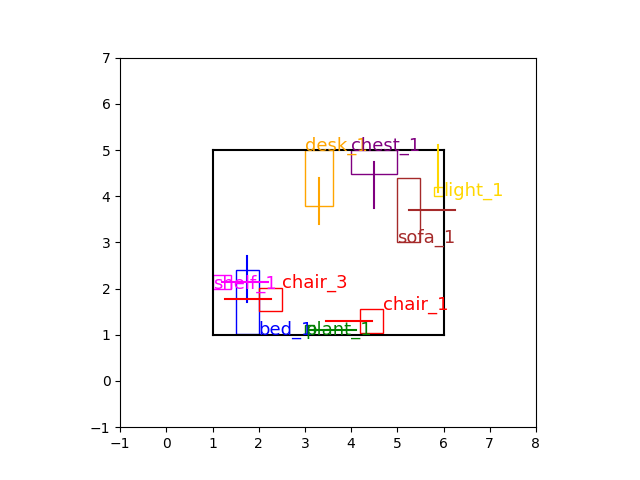 7
6
5
4
3
2
1
0
−1
−1 0 1 2 3 4 5 6 7 8
desk_1
chest_1
light_1
sofa_1
shelf_1
chair_3
chair_1
bed_1
plant_1